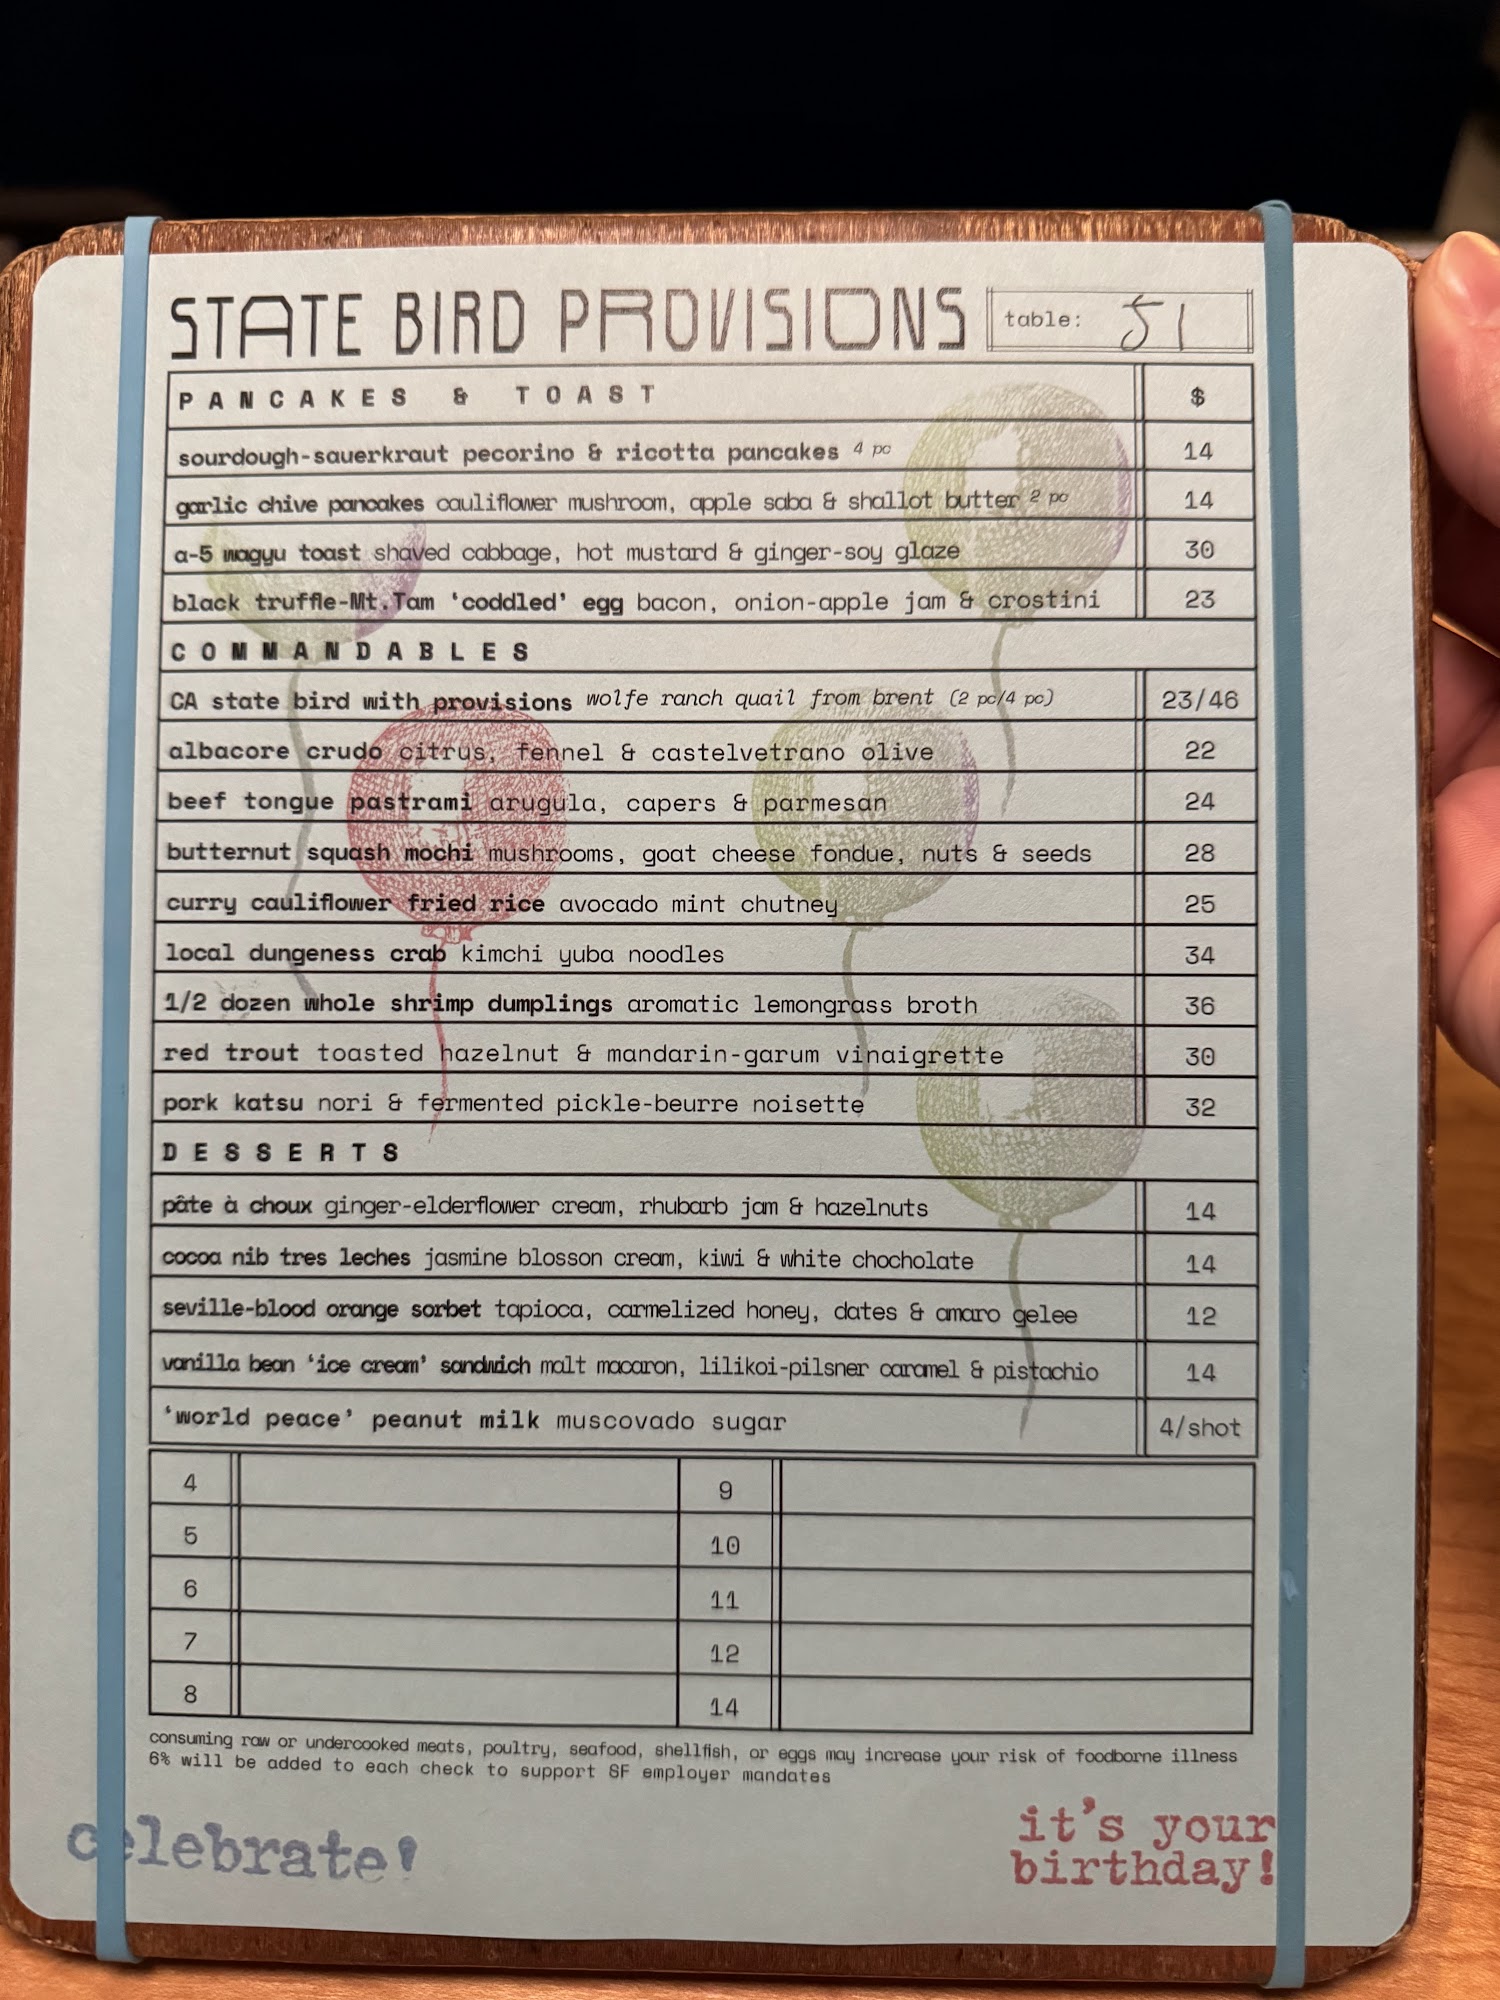 STATE BIRD PROVISIONS
table: 51
PANCAKES & TOAST $
sourdough-sauerkraut pecorino & ricotta pancakes 4 pc 14
garlic chive pancakes cauliflower mushroom, apple saba & shallot butter 2 pc 14
a-5 wagyu toast shaved cabbage, hot mustard & ginger-soy glaze 30
black truffle-Mt.Tam ‘coddled’ egg bacon, onion-apple jam & crostini 23
COMMANDABLES
CA state bird with provisions wolfe ranch quail from brent (2 pc/4 pc) 23/46
albacore crudo citrus, fennel & castelvetrano olive 22
beef tongue pastrami arugula, capers & parmesan 24
butternut squash mochi mushrooms, goat cheese fondue, nuts & seeds 28
curry cauliflower fried rice avocado mint chutney 25
local dungeness crab kimchi yuba noodles 34
1/2 dozen whole shrimp dumplings aromatic lemongrass broth 36
red trout toasted hazelnut & mandarin-garum vinaigrette 30
pork katsu nori & fermented pickle-beurre noisette 32
DESSERTS
pâte à choux ginger-elderflower cream, rhubarb jam & hazelnuts 14
cocoa nib tres leches jasmine blosson cream, kiwi & white chocholate 14
seville-blood orange sorbet tapioca, carmelized honey, dates & amaro gelee 12
vanilla bean ‘ice cream’ sandwich malt macaron, lilikoi-pilsner caramel & pistachio 14
‘world peace’ peanut milk muscovado sugar 4/shot
4 9
5 10
6 11
7 12
8 14
consuming raw or undercooked meats, poultry, seafood, shellfish, or eggs may increase your risk of foodborne illness
6% will be added to each check to support SF employer mandates
celebrate!
it's your
birthday!